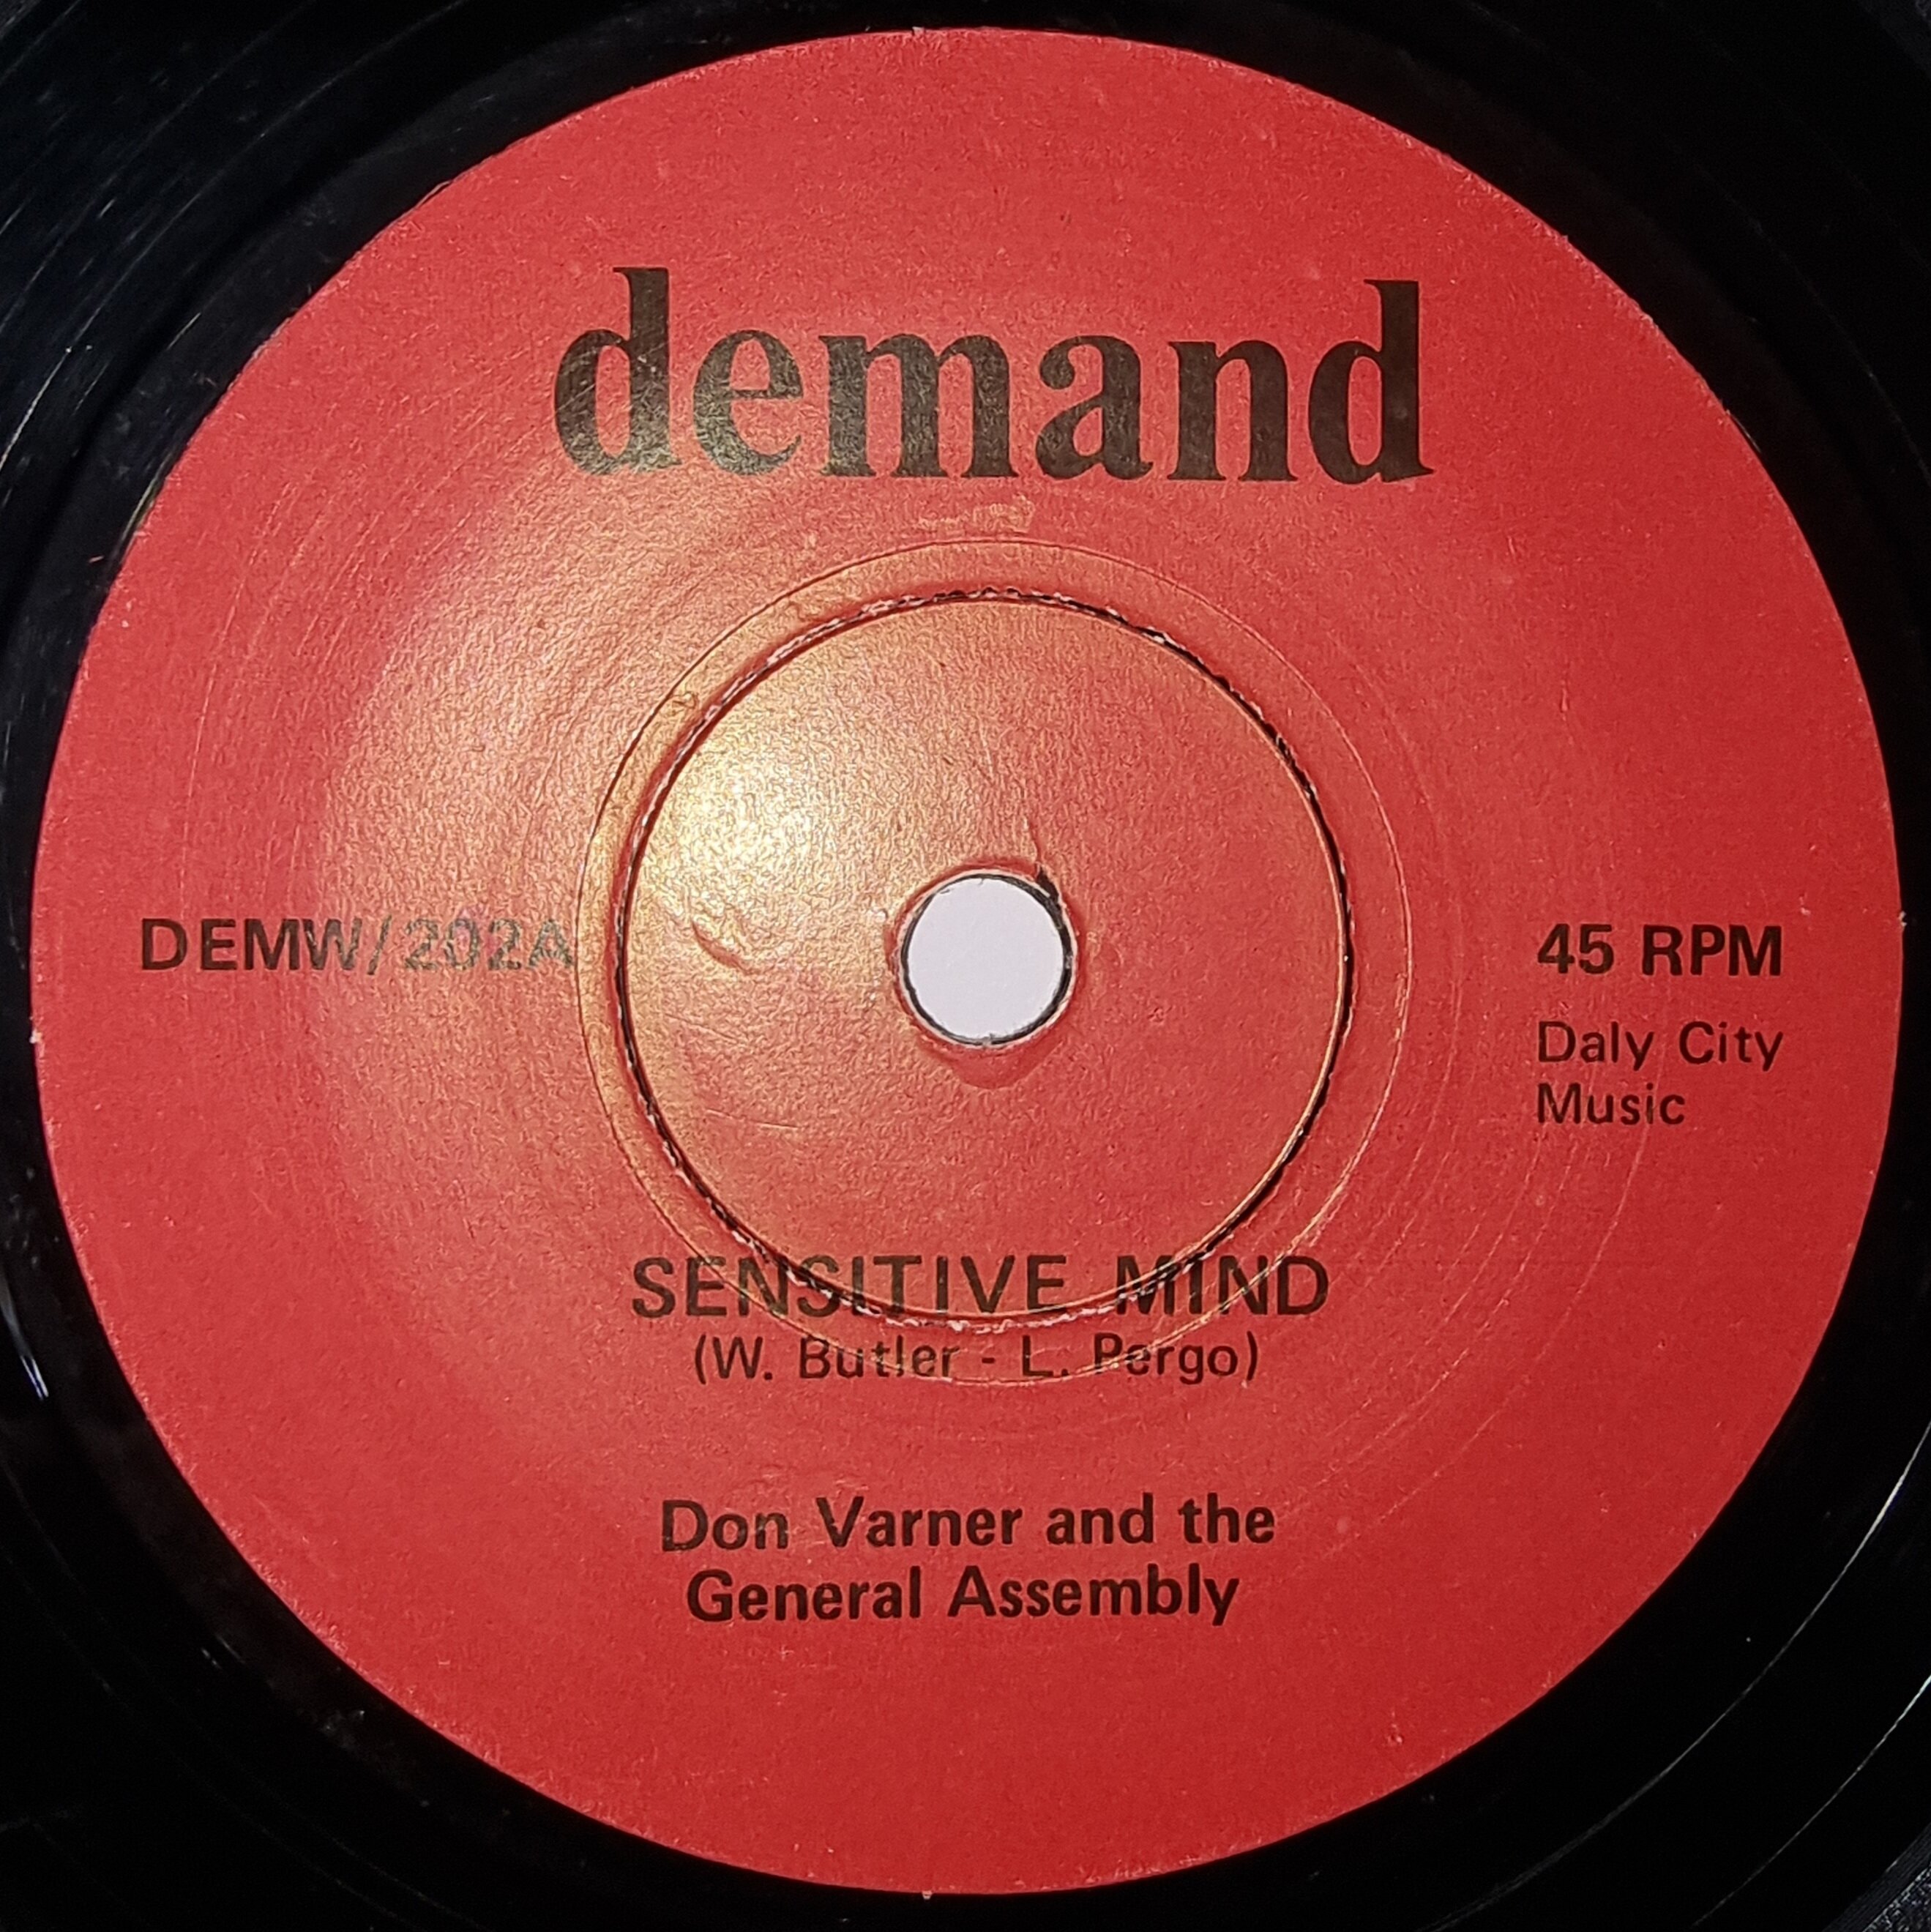 demand
DEMW/202A
45 RPM
Daly City
Music
SENSITIVE MIND
(W. Butler - L. Pergo)
Don Varner and the
General Assembly